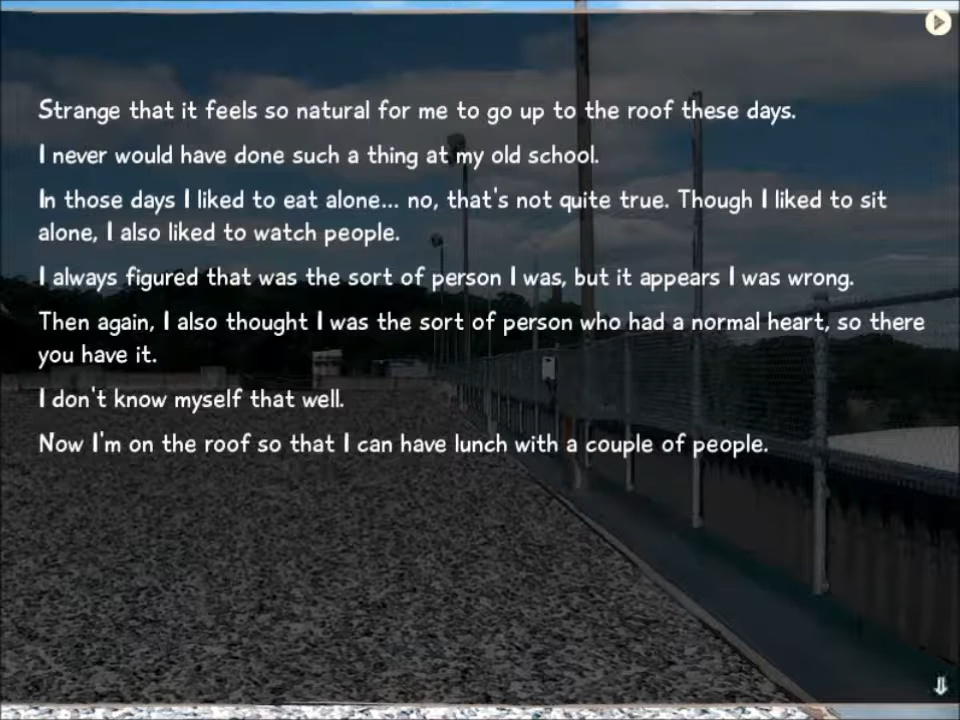 Strange that it feels so natural for me to go up to the roof these days.
I never would have done such a thing at my old school.
In those days I liked to eat alone... no, that's not quite true. Though I liked to sit
alone, I also liked to watch people.
I always figured that was the sort of person I was, but it appears I was wrong.
Then again, I also thought I was the sort of person who had a normal heart, so there
you have it.
I don't know myself that well.
Now I'm on the roof so that I can have lunch with a couple of people.